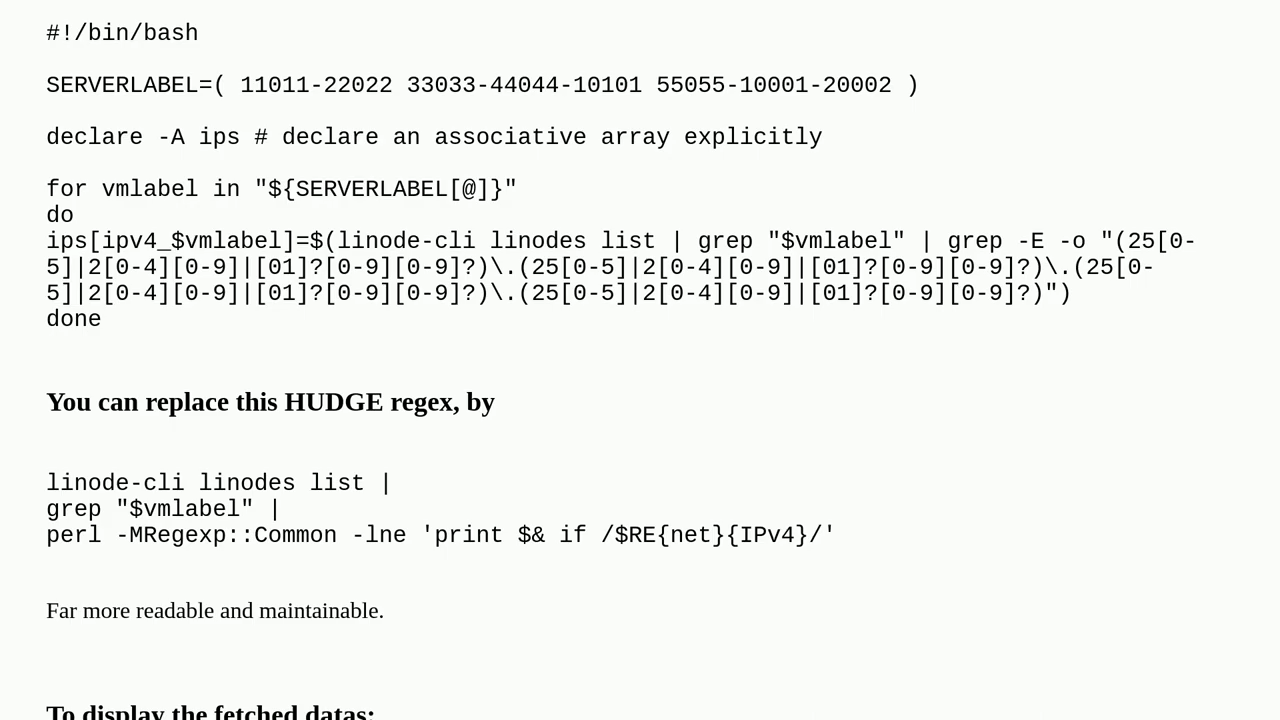 #!/bin/bash
SERVERLABEL=( 11011-22022 33033-44044-10101 55055-10001-20002 )
declare -A ips # declare an associative array explicitly
for vmlabel in "${SERVERLABEL[@]}"
do
ips[ipv4_$vmlabel]=$(linode-cli linodes list | grep "$vmlabel" | grep -E -o "(25[0-
5]|2[0-4][0-9]|[01]?[0-9][0-9]?)\.(25[0-5]|2[0-4][0-9]|[01]?[0-9][0-9]?)\.(25[0-
5]|2[0-4][0-9]|[01]?[0-9][0-9]?)\.(25[0-5]|2[0-4][0-9]|[01]?[0-9][0-9]?)")
done
You can replace this HUDGE regex, by
linode-cli linodes list |
grep "$vmlabel" |
perl -MRegexp::Common -lne 'print $& if /$RE{net}{IPv4}/'
Far more readable and maintainable.
To display the fetched datas: